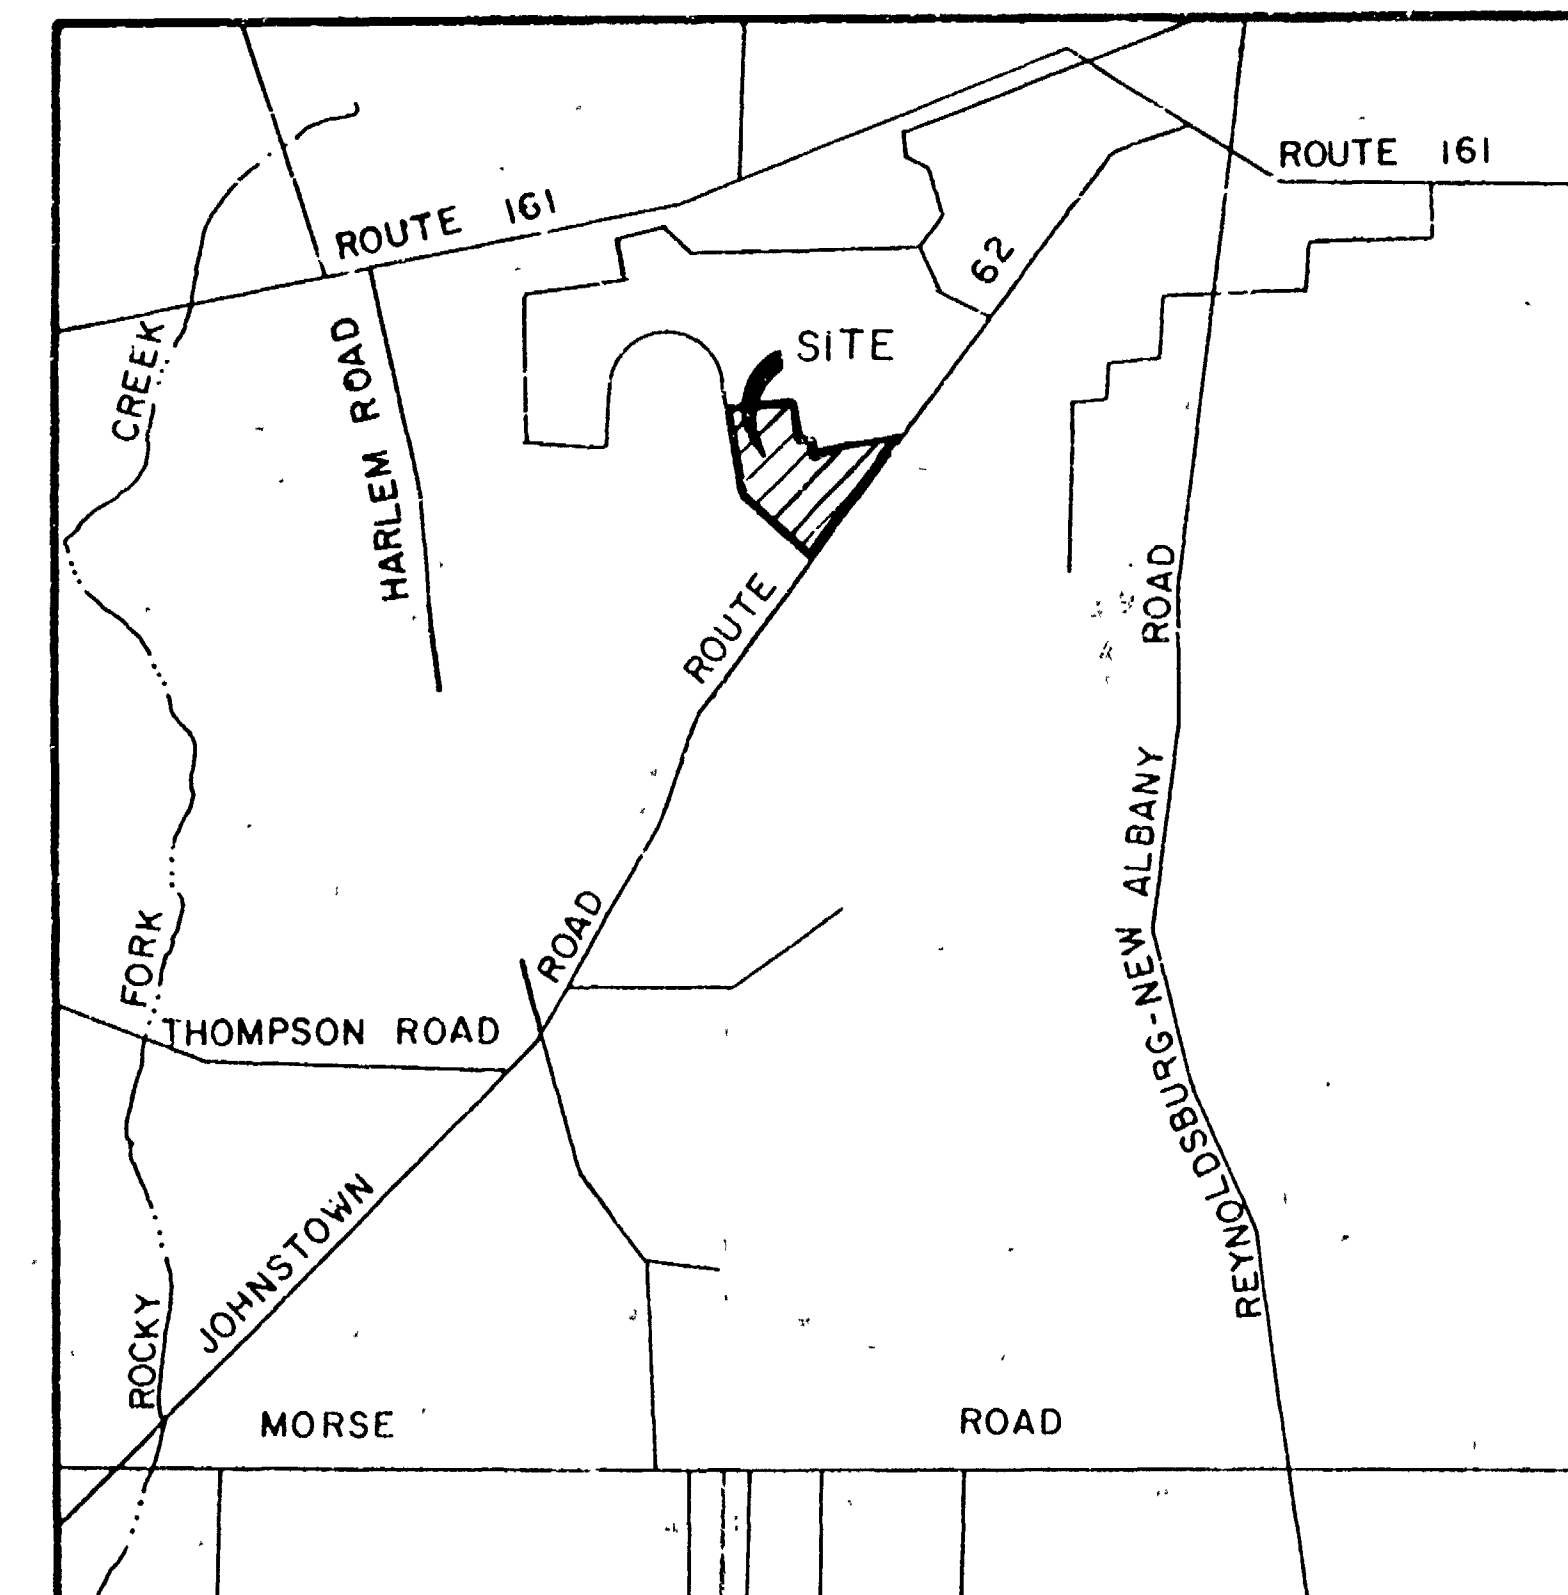 ROUTE 161
ROUTE 161
62
SITE
CREEK
HARLEM ROAD
ROUTE
ROAD
REYNOLDSBURG-NEW ALBANY
ROAD
FORK
THOMPSON ROAD
JOHNSTOWN
ROCKY
MORSE
ROAD